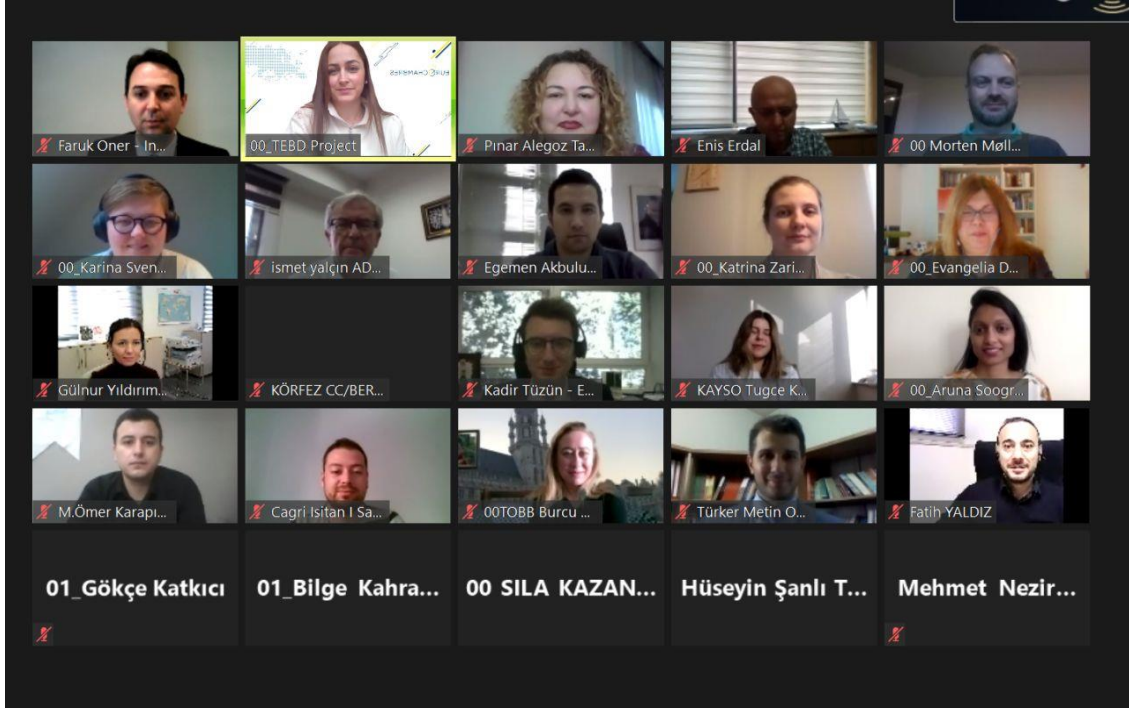 Faruk Oner - In...
00_TEBD Project
EUROCHAMBRES
Pınar Alegoz Ta...
Enis Erdal
00 Morten Møll...
00_Karina Sven...
ismet yalçın AD...
Egemen Akbulu...
00_Katrina Zari...
00_Evangelia D...
Gülnur Yıldırım...
KÖRFEZ CC/BER...
Kadir Tüzün - E...
KAYSO Tugce K...
00_Aruna Soogr...
M.Ömer Karapı...
Cagri Isitan I Sa...
00TOBB Burcu ...
Türker Metin O...
Fatih YALDIZ
01_Gökçe Katkıcı
01_Bilge Kahra...
00 SILA KAZAN...
Hüseyin Şanlı T...
Mehmet Nezir...